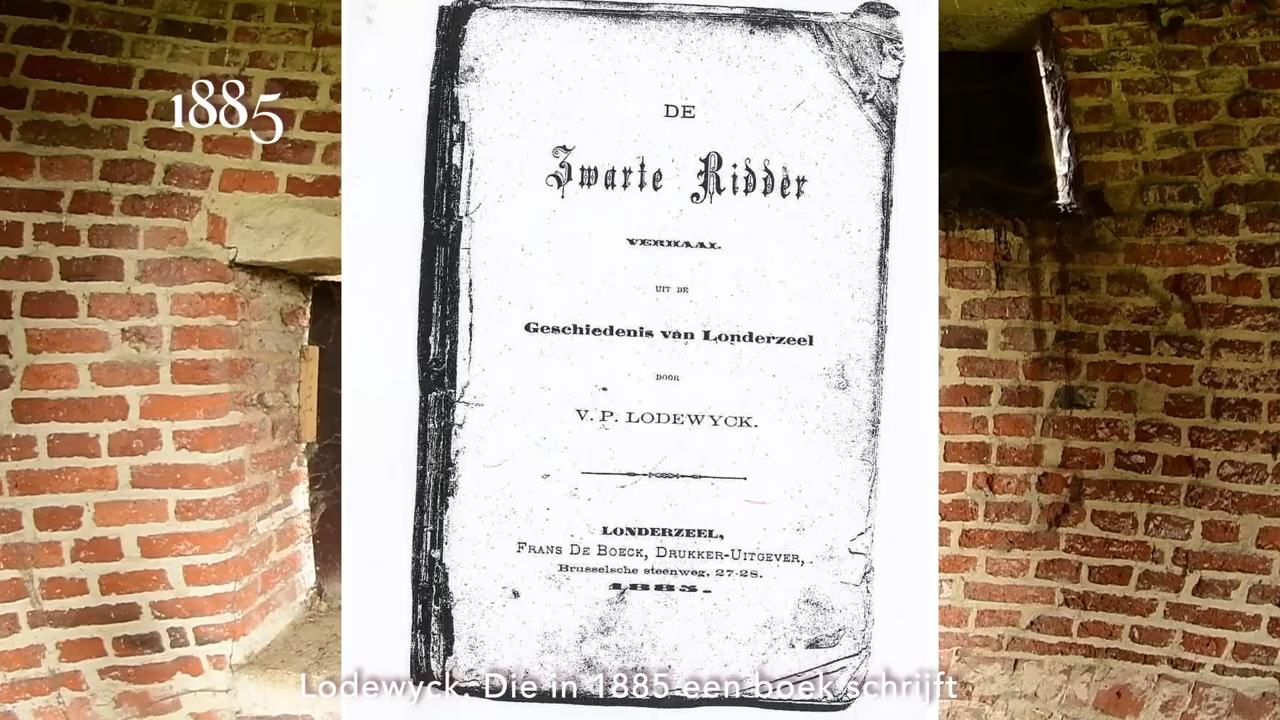 1885
DE
Zwarte Ridder
VERHAAL
UIT DE
Geschiedenis van Londerzeel
DOOR
V. P. LODEWYCK.
LONDERZEEL,
FRANS DE BOECK, DRUKKER-UITGEVER,
Brusselsche steenweg, 27-28.
1885.
Lodewyck. Die in 1885 een boek schrijft